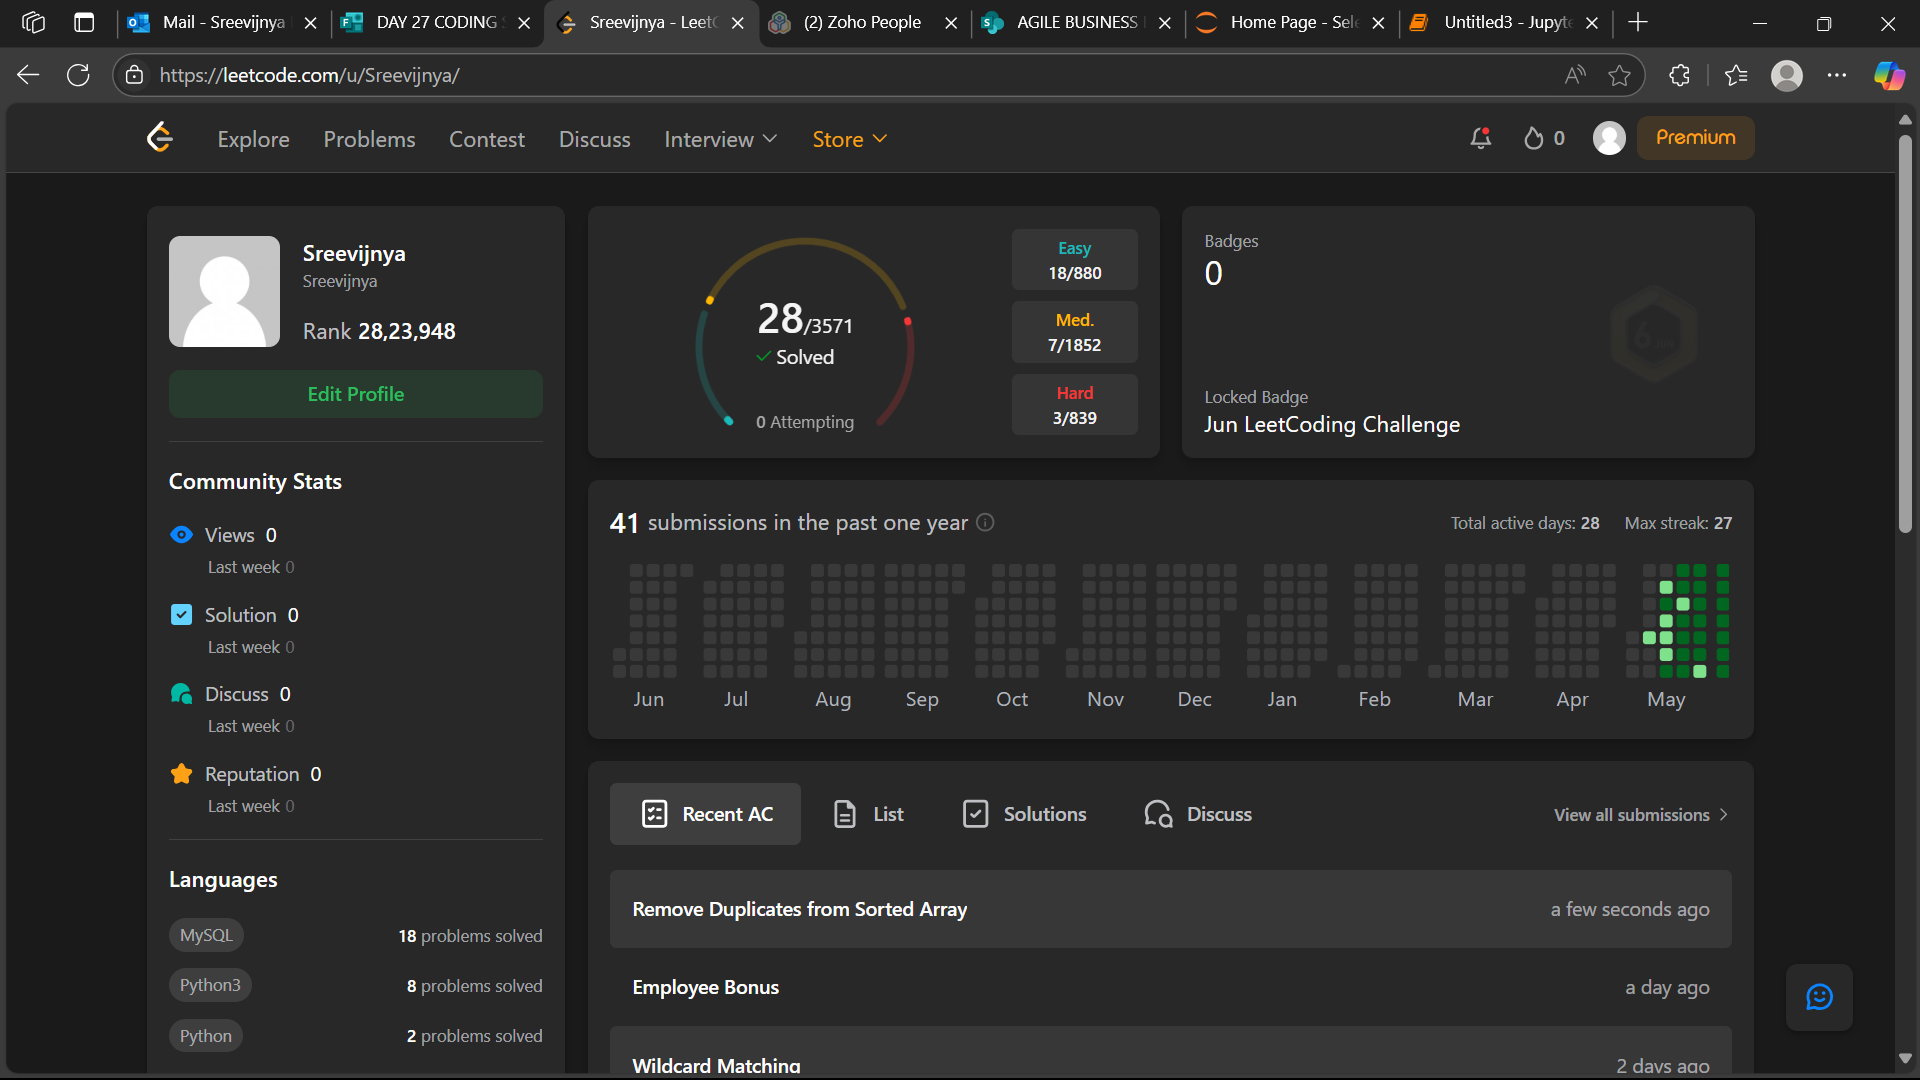 Mail - Sreevijnya
DAY 27 CODING
Sreevijnya - Leet
(2) Zoho People
AGILE BUSINESS
Home Page - Sel
Untitled3 - Jupyt
https://leetcode.com/u/Sreevijnya/
Explore
Problems
Contest
Discuss
Interview
Store
0
Premium
Sreevijnya
Sreevijnya
Rank 28,23,948
Edit Profile
Community Stats
Views 0
Last week 0
Solution 0
Last week 0
Discuss 0
Last week 0
Reputation 0
Last week 0
Languages
MySQL 18 problems solved
Python3 8 problems solved
Python 2 problems solved
28/3571
Solved
0 Attempting
Easy
18/880
Med.
7/1852
Hard
3/839
Badges
0
Locked Badge
Jun LeetCoding Challenge
41 submissions in the past one year
Total active days: 28 Max streak: 27
Jun Jul Aug Sep Oct Nov Dec Jan Feb Mar Apr May
Recent AC
List
Solutions
Discuss
View all submissions
Remove Duplicates from Sorted Array a few seconds ago
Employee Bonus a day ago
Wildcard Matching 2 days ago